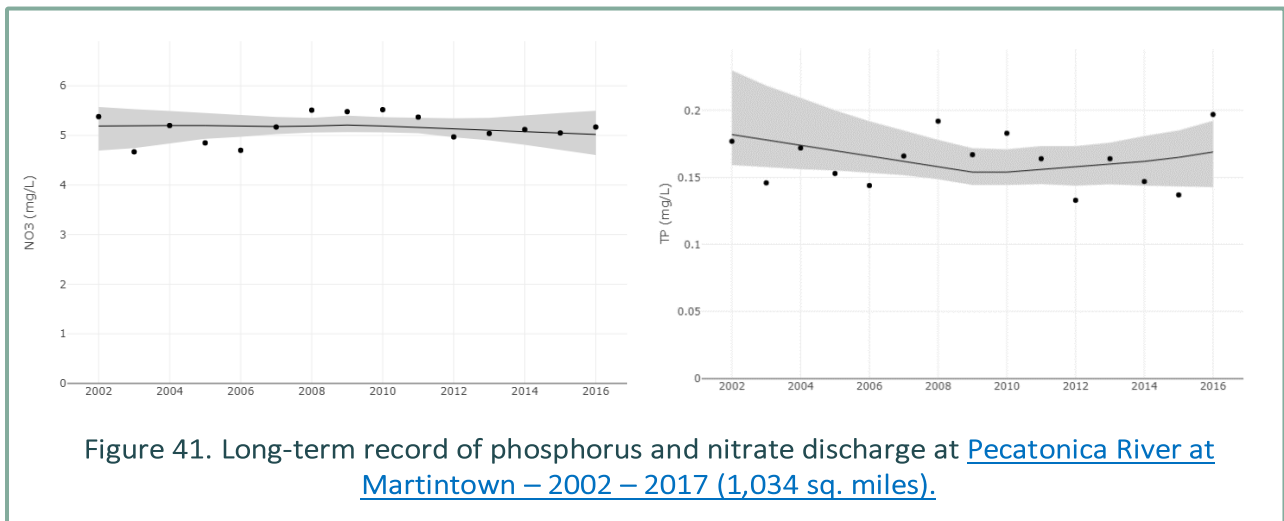 6
5
4
3
2
1
0
NO3 (mg/L)
2002 2004 2006 2008 2010 2012 2014 2016
0.2
0.15
0.1
0.05
0
TP (mg/L)
2002 2004 2006 2008 2010 2012 2014 2016
Figure 41. Long-term record of phosphorus and nitrate discharge at Pecatonica River at
Martintown – 2002 – 2017 (1,034 sq. miles).